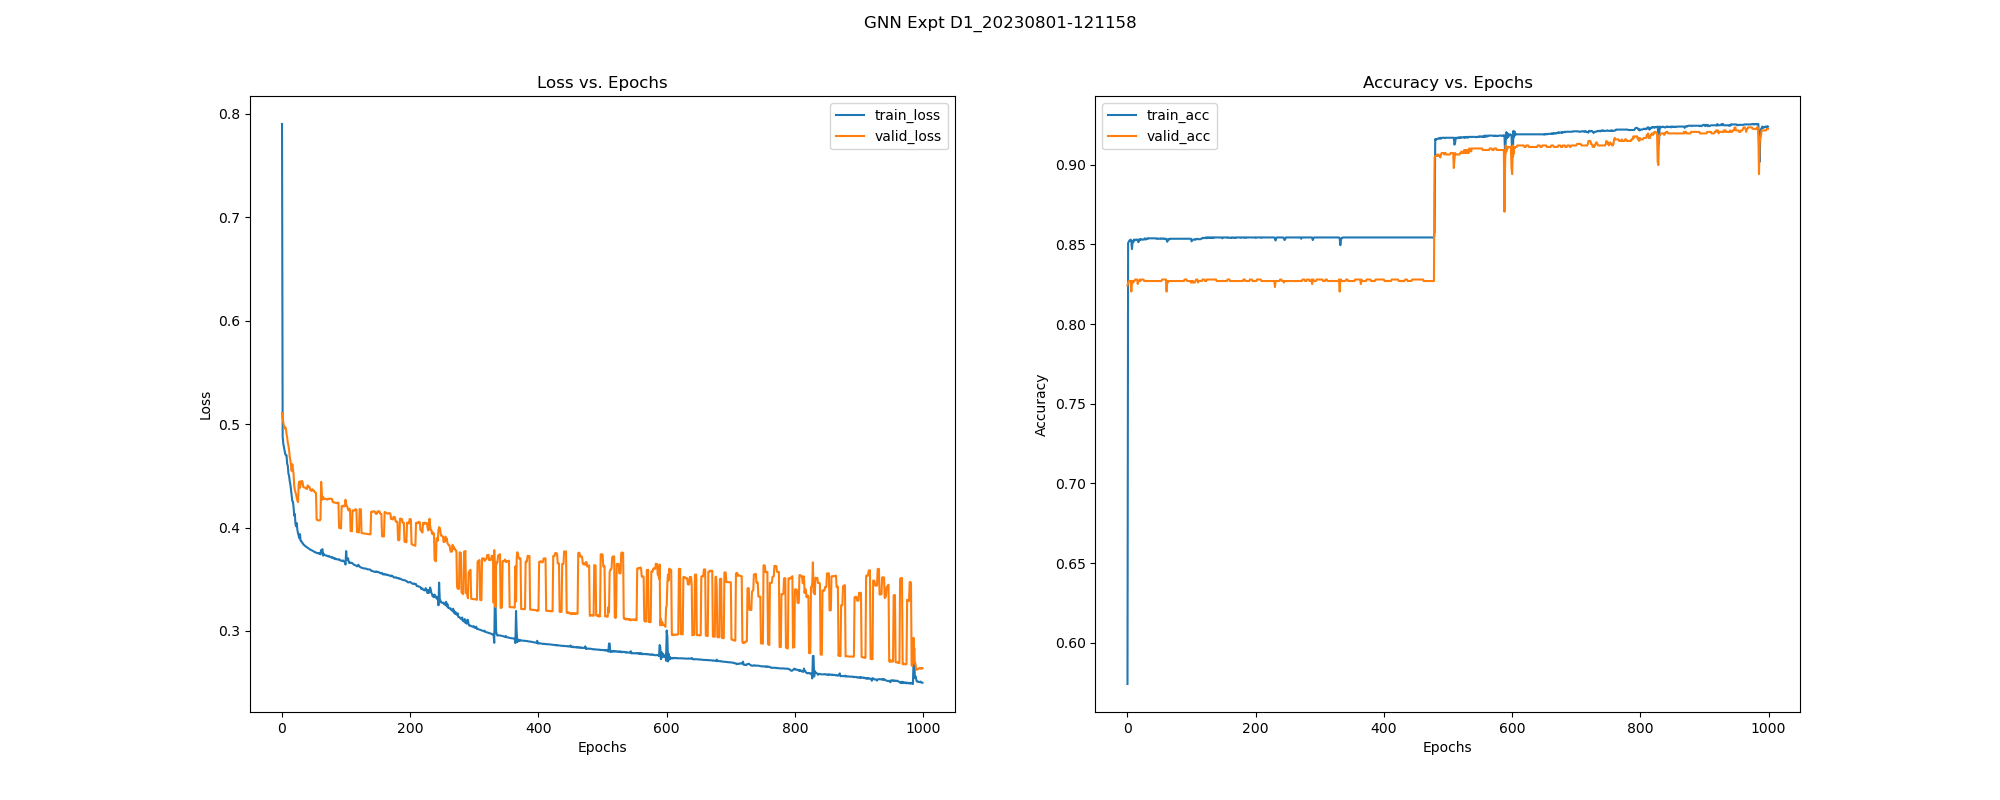 GNN Expt D1_20230801-121158
Loss vs. Epochs
train_loss
valid_loss
0.8
0.7
0.6
0.5
0.4
0.3
Loss
0
200
400
600
800
1000
Epochs
Accuracy vs. Epochs
train_acc
valid_acc
0.90
0.85
0.80
0.75
0.70
0.65
0.60
Accuracy
0
200
400
600
800
1000
Epochs